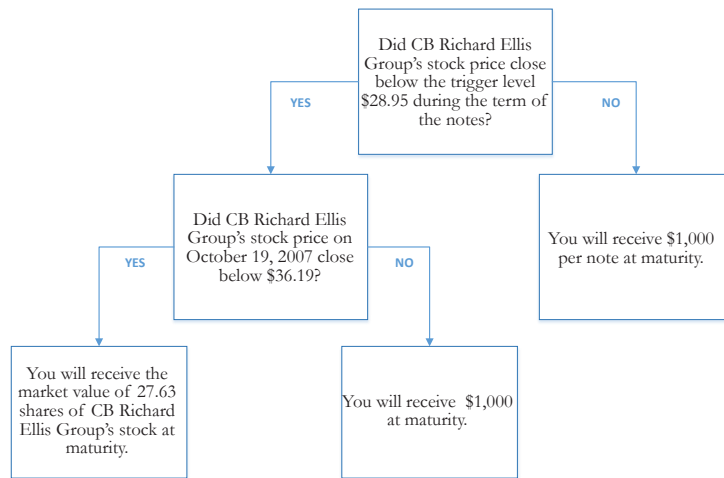 Did CB Richard Ellis
Group's stock price close
below the trigger level
$28.95 during the term of
the notes?
YES
NO
Did CB Richard Ellis
Group's stock price on
October 19, 2007 close
below $36.19?
You will receive $1,000
per note at maturity.
YES
NO
You will receive the
market value of 27.63
shares of CB Richard
Ellis Group's stock at
maturity.
You will receive $1,000
at maturity.